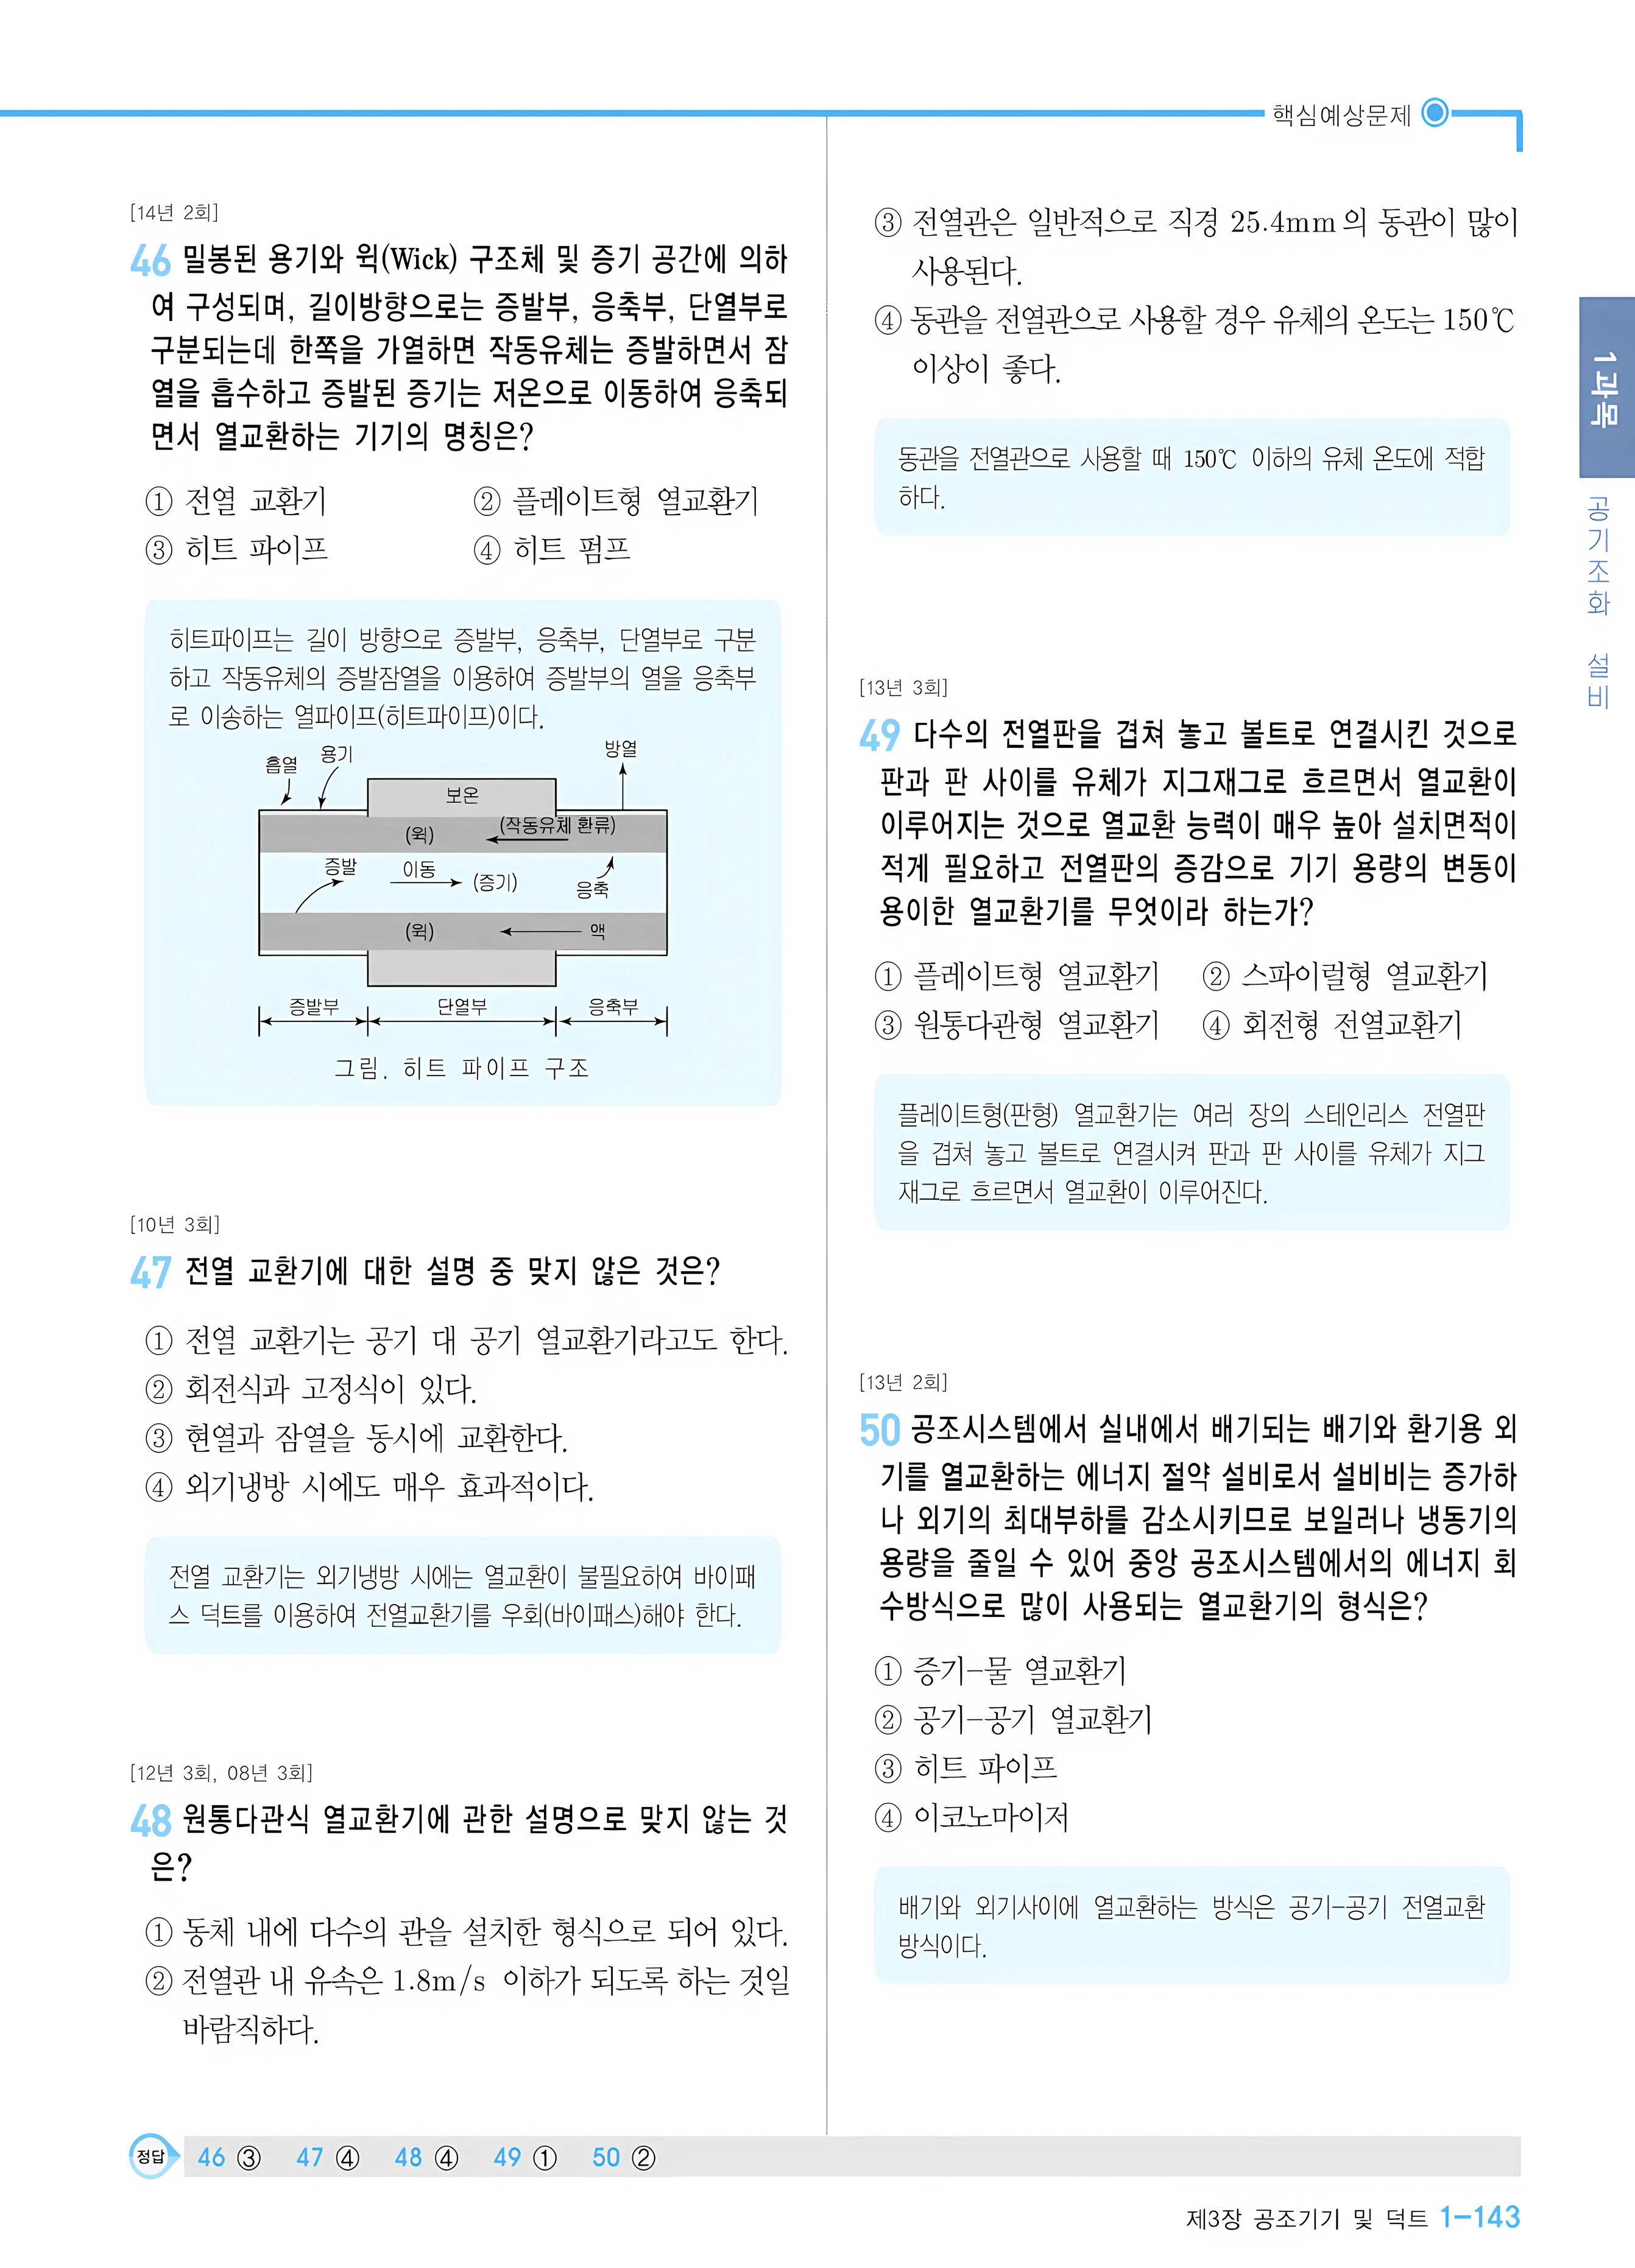 핵심예상문제
[14년 2회]
46 밀봉된 용기와 윅(Wick) 구조체 및 증기 공간에 의하
여 구성되며, 길이방향으로는 증발부, 응축부, 단열부로
구분되는데 한쪽을 가열하면 작동유체는 증발하면서 잠
열을 흡수하고 증발된 증기는 저온으로 이동하여 응축되
면서 열교환하는 기기의 명칭은?
① 전열 교환기 ② 플레이트형 열교환기
③ 히트 파이프 ④ 히트 펌프
히트파이프는 길이 방향으로 증발부, 응축부, 단열부로 구분
하고 작동유체의 증발잠열을 이용하여 증발부의 열을 응축부
로 이송하는 열파이프(히트파이프)이다.
흡열 용기 방열
보온
(윅) (작동유체 환류)
증발 이동 (증기) 응축
(윅) 액
증발부 단열부 응축부
그림. 히트 파이프 구조
[10년 3회]
47 전열 교환기에 대한 설명 중 맞지 않은 것은?
① 전열 교환기는 공기 대 공기 열교환기라고도 한다.
② 회전식과 고정식이 있다.
③ 현열과 잠열을 동시에 교환한다.
④ 외기냉방 시에도 매우 효과적이다.
전열 교환기는 외기냉방 시에는 열교환이 불필요하여 바이패
스 덕트를 이용하여 전열교환기를 우회(바이패스)해야 한다.
[12년 3회, 08년 3회]
48 원통다관식 열교환기에 관한 설명으로 맞지 않는 것
은?
① 동체 내에 다수의 관을 설치한 형식으로 되어 있다.
② 전열관 내 유속은 1.8m/s 이하가 되도록 하는 것일
바람직하다.
③ 전열관은 일반적으로 직경 25.4mm의 동관이 많이
사용된다.
④ 동관을 전열관으로 사용할 경우 유체의 온도는 150℃
이상이 좋다.
동관을 전열관으로 사용할 때 150℃ 이하의 유체 온도에 적합
하다.
[13년 3회]
49 다수의 전열판을 겹쳐 놓고 볼트로 연결시킨 것으로
판과 판 사이를 유체가 지그재그로 흐르면서 열교환이
이루어지는 것으로 열교환 능력이 매우 높아 설치면적이
적게 필요하고 전열판의 증감으로 기기 용량의 변동이
용이한 열교환기를 무엇이라 하는가?
① 플레이트형 열교환기 ② 스파이럴형 열교환기
③ 원통다관형 열교환기 ④ 회전형 전열교환기
플레이트형(판형) 열교환기는 여러 장의 스테인리스 전열판
을 겹쳐 놓고 볼트로 연결시켜 판과 판 사이를 유체가 지그
재그로 흐르면서 열교환이 이루어진다.
[13년 2회]
50 공조시스템에서 실내에서 배기되는 배기와 환기용 외
기를 열교환하는 에너지 절약 설비로서 설비비는 증가하
나 외기의 최대부하를 감소시키므로 보일러나 냉동기의
용량을 줄일 수 있어 중앙 공조시스템에서의 에너지 회
수방식으로 많이 사용되는 열교환기의 형식은?
① 증기-물 열교환기
② 공기-공기 열교환기
③ 히트 파이프
④ 이코노마이저
배기와 외기사이에 열교환하는 방식은 공기-공기 전열교환
방식이다.
1과목
공기조화 설비
정답 46 ③ 47 ④ 48 ④ 49 ① 50 ②
제3장 공조기기 및 덕트 1-143